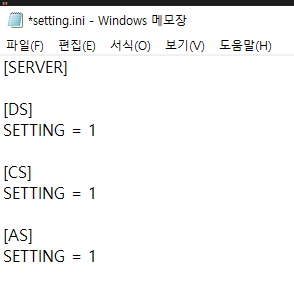 *setting.ini - Windows 메모장
파일(F) 편집(E) 서식(O) 보기(V) 도움말(H)
[SERVER]
[DS]
SETTING = 1
[CS]
SETTING = 1
[AS]
SETTING = 1